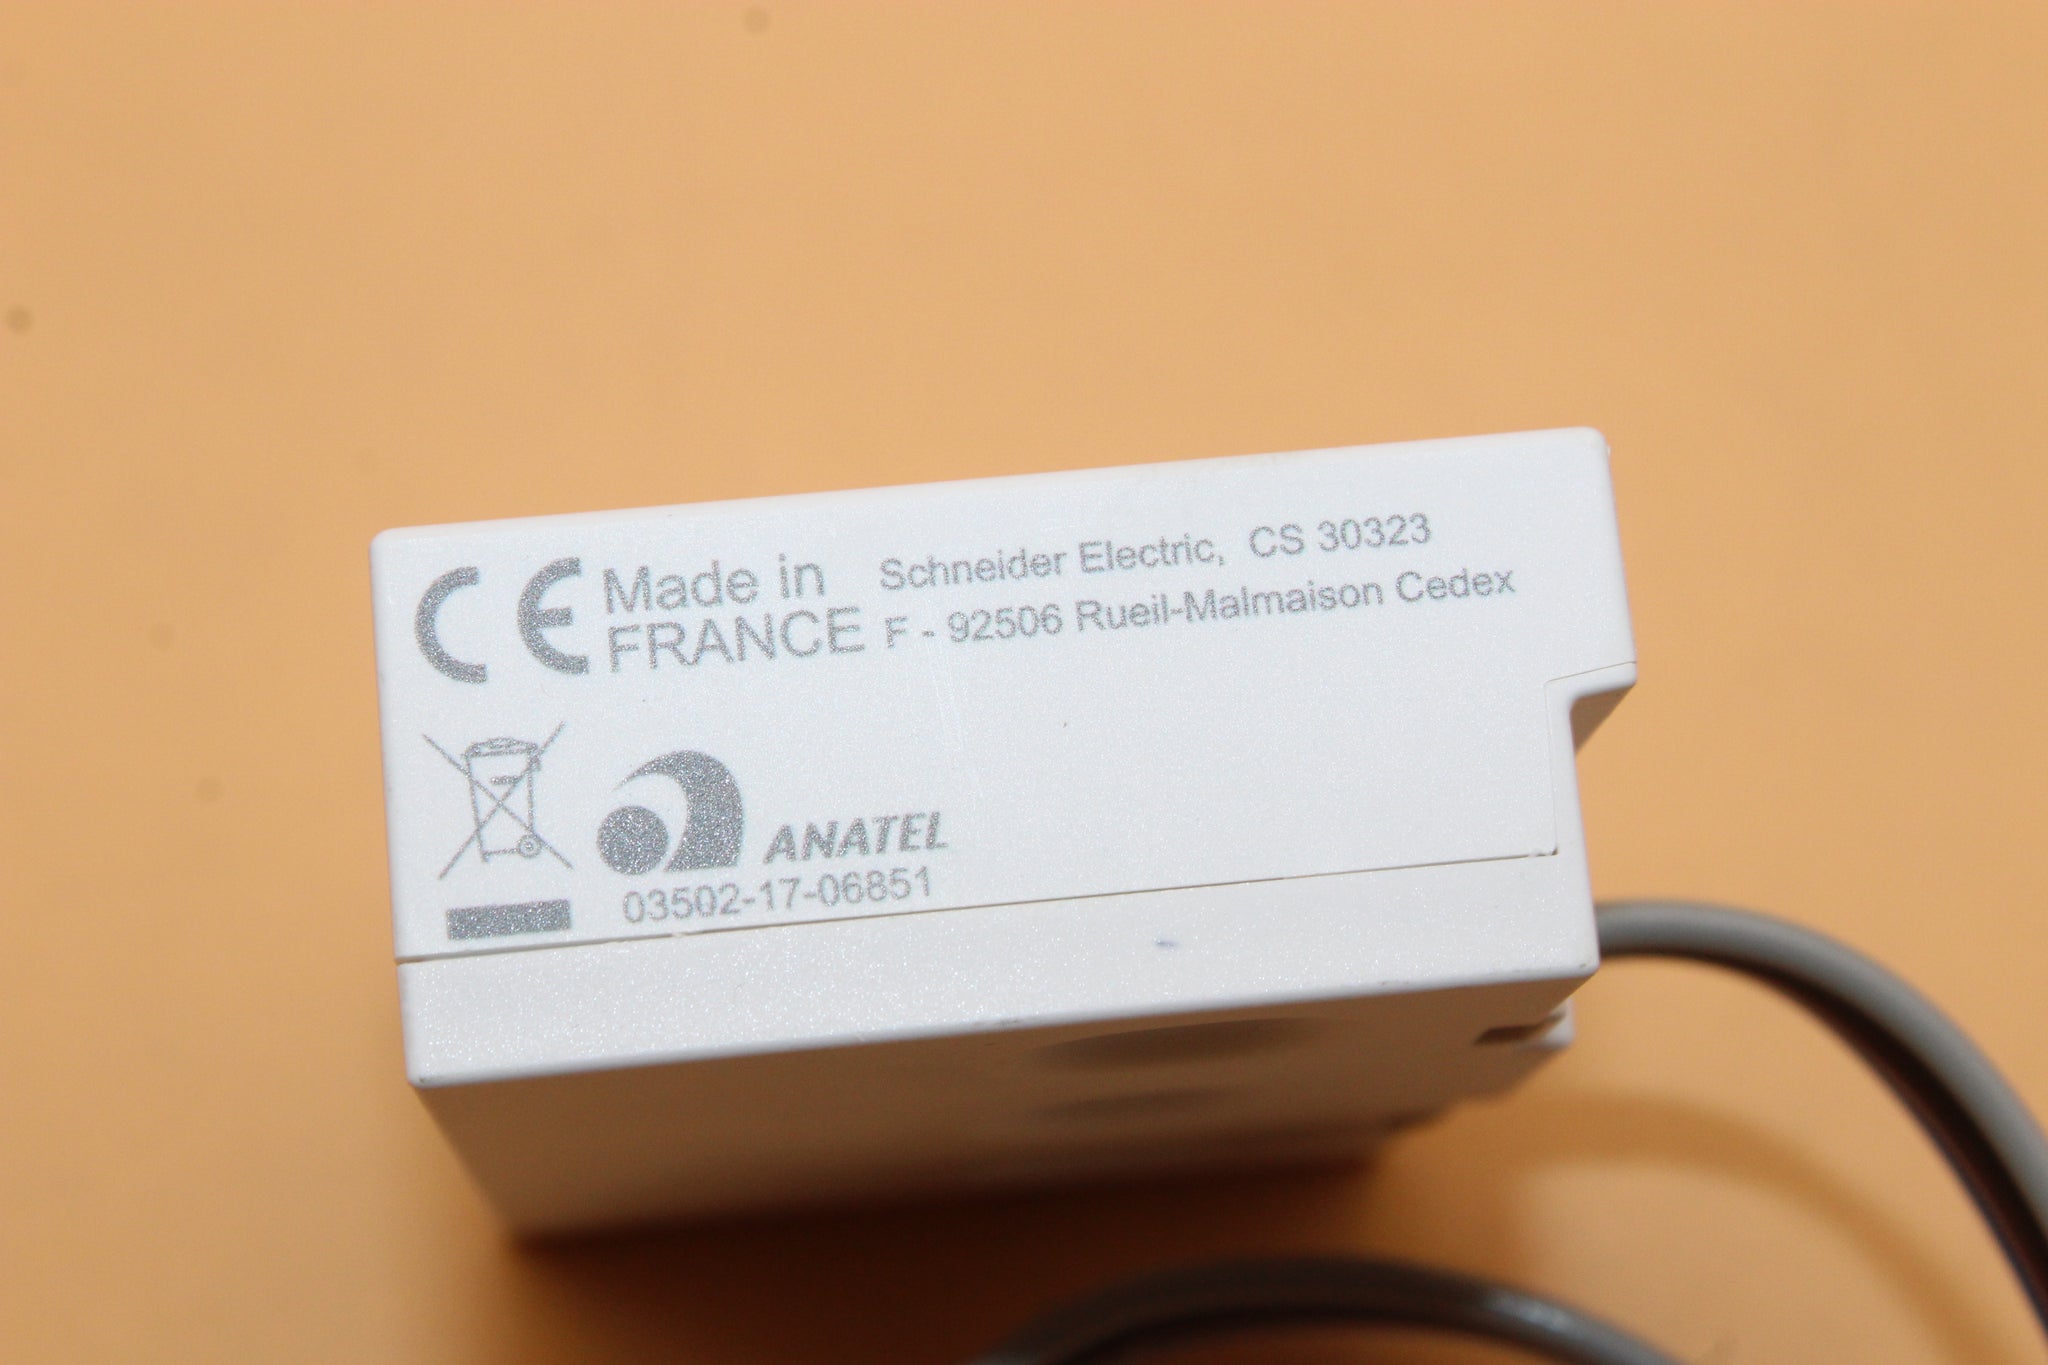 CE
Made in
FRANCE
Schneider Electric, CS 30323
F - 92506 Rueil-Malmaison Cedex
ANATEL
03502-17-06851